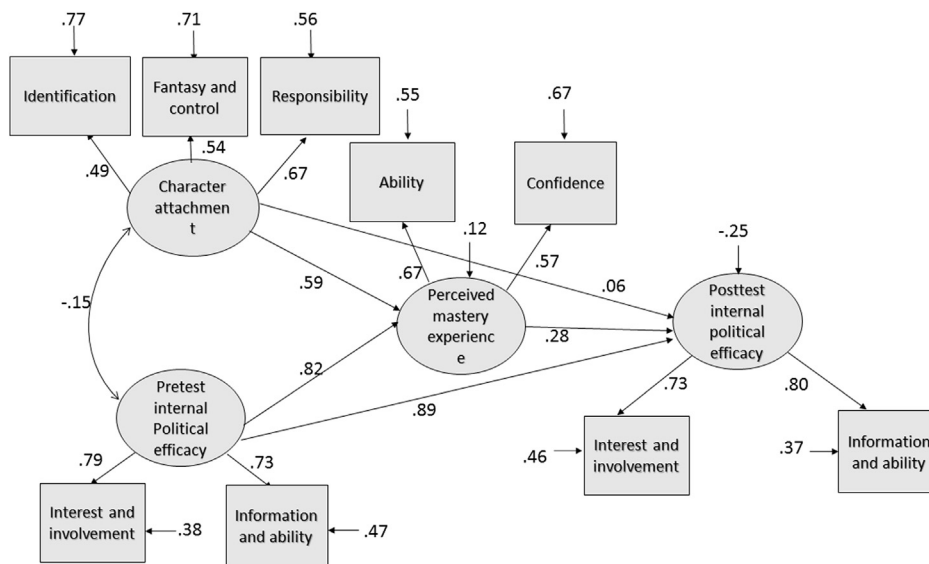 .77
.71
.56
Identification
Fantasy and
control
Responsibility
.55
.67
.49
.54
.67
Ability
Confidence
Character
attachmen
t
.12
-.25
.67
.57
.59
.06
-.15
Perceived
mastery
experienc
e
Posttest
internal
political
efficacy
.28
.82
.89
Pretest
internal
Political
efficacy
.73
.80
.79
.73
.46
Interest and
involvement
.37
Information
and ability
Interest and
involvement
.38
Information
and ability
.47